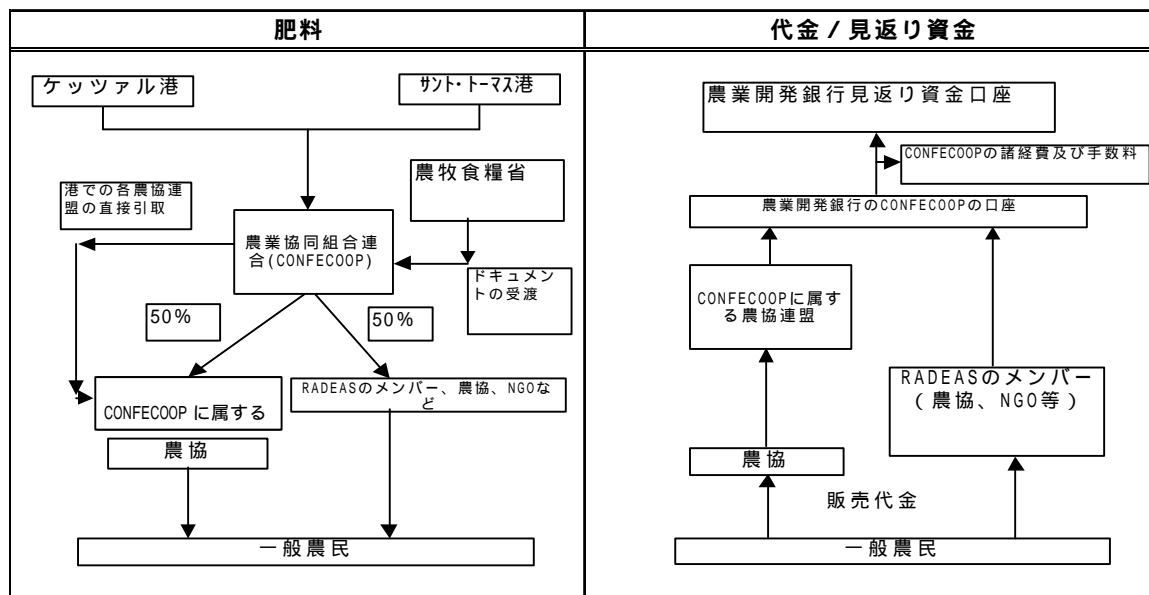 肥料
代金 / 見返り資金
ケッツァル港
サント・トーマス港
港での各農協連
盟の直接引取
農牧食糧省
農業協同組合連
合(CONFECOOP)
ドキュメン
トの受渡
50%
50%
CONFECOOP に属する
RADEASのメンバー、農協、NGOな
ど
農協
一般農民
農業開発銀行見返り資金口座
CONFECOOPの諸経費及び手数料
農業開発銀行のCONFECOOPの口座
CONFECOOPに属す
る農協連盟
RADEASのメンバー
(農協、NGO等)
農協
販売代金
一般農民